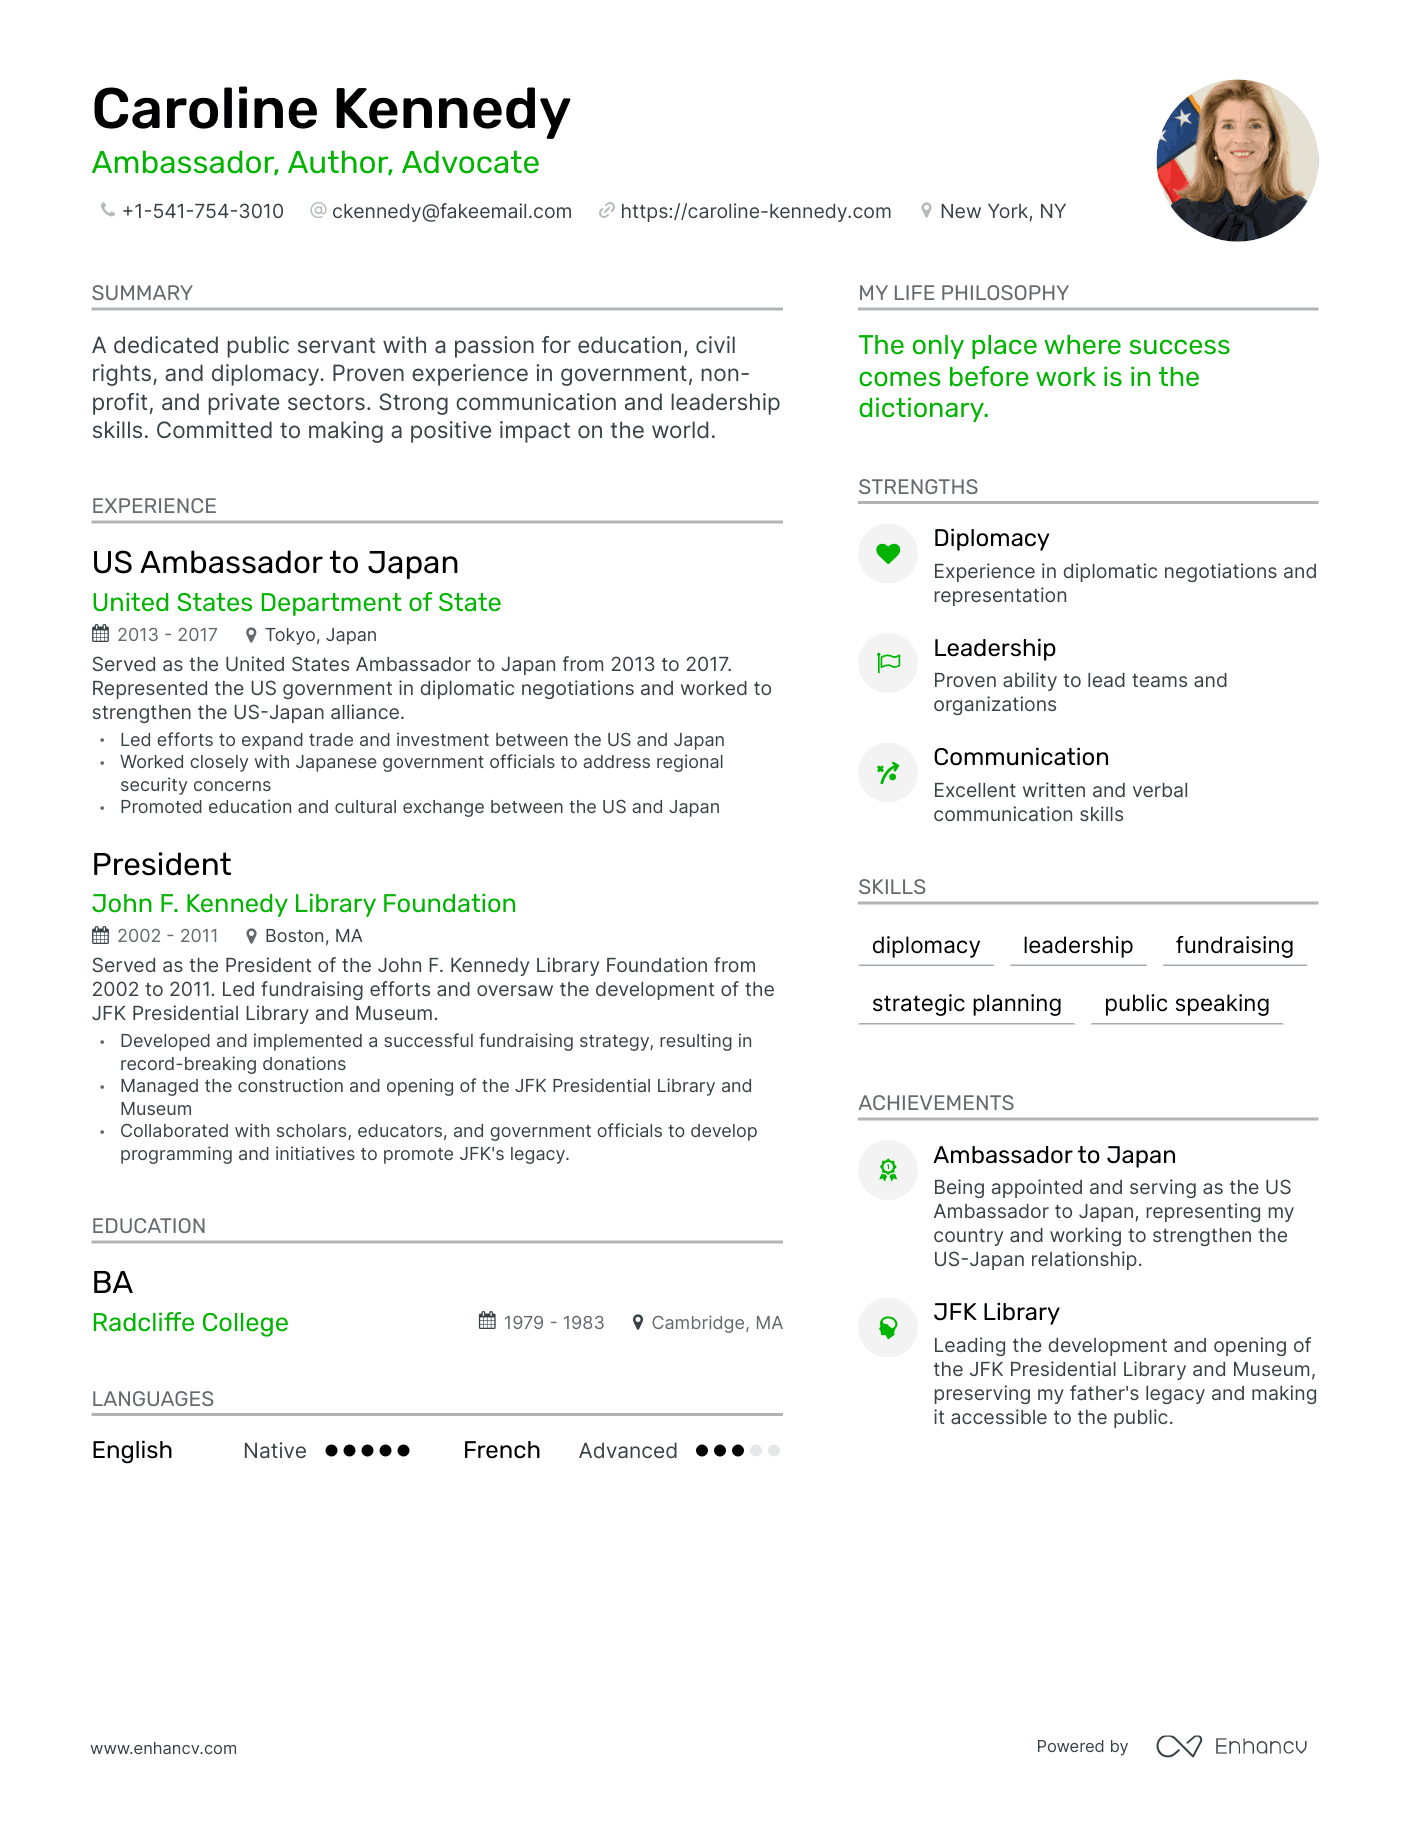 Caroline Kennedy
Ambassador, Author, Advocate
+1-541-754-3010 ckennedy@fakeemail.com https://caroline-kennedy.com New York, NY
SUMMARY
A dedicated public servant with a passion for education, civil
rights, and diplomacy. Proven experience in government, non-
profit, and private sectors. Strong communication and leadership
skills. Committed to making a positive impact on the world.
EXPERIENCE
US Ambassador to Japan
United States Department of State
2013 - 2017 Tokyo, Japan
Served as the United States Ambassador to Japan from 2013 to 2017.
Represented the US government in diplomatic negotiations and worked to
strengthen the US-Japan alliance.
• Led efforts to expand trade and investment between the US and Japan
• Worked closely with Japanese government officials to address regional
security concerns
• Promoted education and cultural exchange between the US and Japan
President
John F. Kennedy Library Foundation
2002 - 2011 Boston, MA
Served as the President of the John F. Kennedy Library Foundation from
2002 to 2011. Led fundraising efforts and oversaw the development of the
JFK Presidential Library and Museum.
• Developed and implemented a successful fundraising strategy, resulting in
record-breaking donations
• Managed the construction and opening of the JFK Presidential Library and
Museum
• Collaborated with scholars, educators, and government officials to develop
programming and initiatives to promote JFK's legacy.
EDUCATION
BA
Radcliffe College 1979 - 1983 Cambridge, MA
LANGUAGES
English Native French Advanced
MY LIFE PHILOSOPHY
The only place where success
comes before work is in the
dictionary.
STRENGTHS
Diplomacy
Experience in diplomatic negotiations and
representation
Leadership
Proven ability to lead teams and
organizations
Communication
Excellent written and verbal
communication skills
SKILLS
diplomacy leadership fundraising
strategic planning public speaking
ACHIEVEMENTS
Ambassador to Japan
Being appointed and serving as the US
Ambassador to Japan, representing my
country and working to strengthen the
US-Japan relationship.
JFK Library
Leading the development and opening of
the JFK Presidential Library and Museum,
preserving my father's legacy and making
it accessible to the public.
www.enhancv.com
Powered by Enhancv